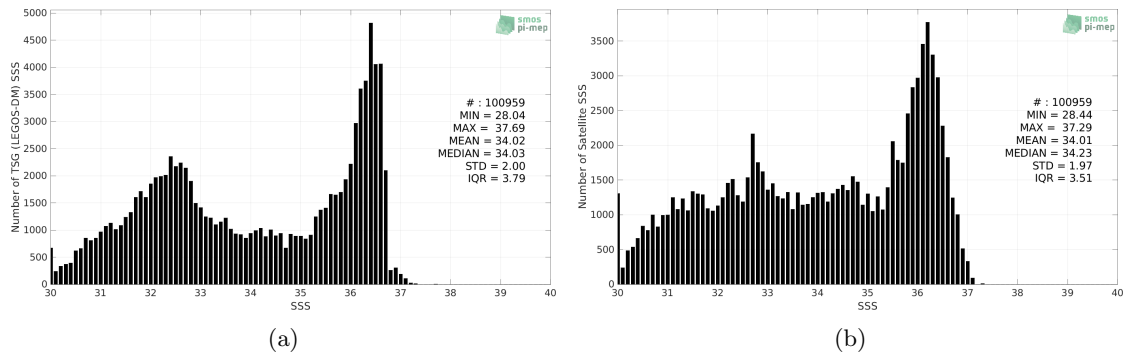 5000
4500
4000
3500
3000
2500
2000
1500
1000
500
0
Number of TSG (LEGOS-DM) SSS
smos
pi-mep
# : 100959
MIN = 28.04
MAX = 37.69
MEAN = 34.02
MEDIAN = 34.03
STD = 2.00
IQR = 3.79
30 31 32 33 34 35 36 37 38 39 40
SSS
(a)
3500
3000
2500
2000
1500
1000
500
0
Number of Satellite SSS
smos
pi-mep
# : 100959
MIN = 28.44
MAX = 37.29
MEAN = 34.01
MEDIAN = 34.23
STD = 1.97
IQR = 3.51
30 31 32 33 34 35 36 37 38 39 40
SSS
(b)